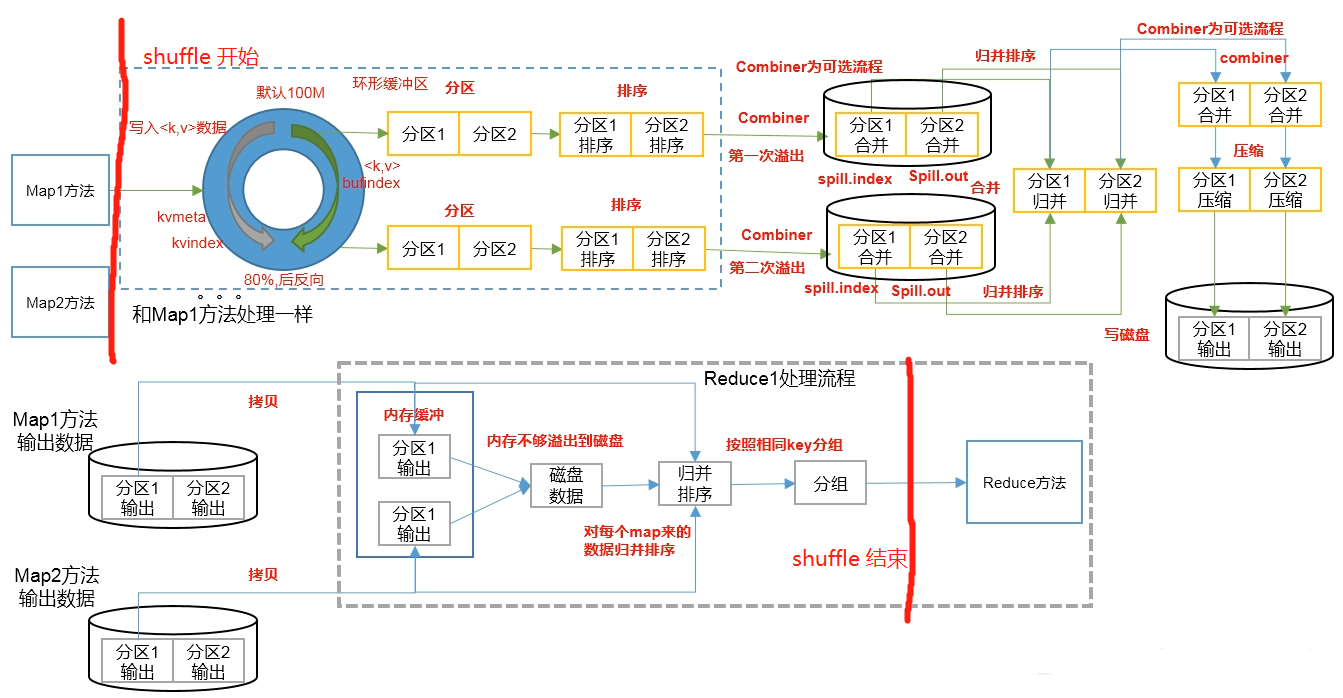 shuffle 开始
默认100M
环形缓冲区
写入<k,v>数据
Map1方法
<k,v>
bufindex
kvmeta
kvindex
80%,后反向
Map2方法
。。。
和Map1方法处理一样
分区
分区1
分区2
排序
分区1
排序
分区2
排序
Combiner
第一次溢出
分区
分区1
分区2
排序
分区1
排序
分区2
排序
Combiner
第二次溢出
Combiner为可选流程
分区1
合并
分区2
合并
spill.index
Spill.out
合并
分区1
合并
分区2
合并
spill.index
Spill.out
归并排序
归并排序
分区1
归并
分区2
归并
Combiner为可选流程
combiner
分区1
合并
分区2
合并
压缩
分区1
压缩
分区2
压缩
写磁盘
分区1
输出
分区2
输出
Map1方法
输出数据
分区1
输出
分区2
输出
拷贝
Map2方法
输出数据
分区1
输出
分区2
输出
拷贝
Reduce1处理流程
内存缓冲
分区1
输出
分区1
输出
内存不够溢出到磁盘
磁盘
数据
归并
排序
对每个map来的
数据归并排序
按照相同key分组
分组
shuffle 结束
Reduce方法